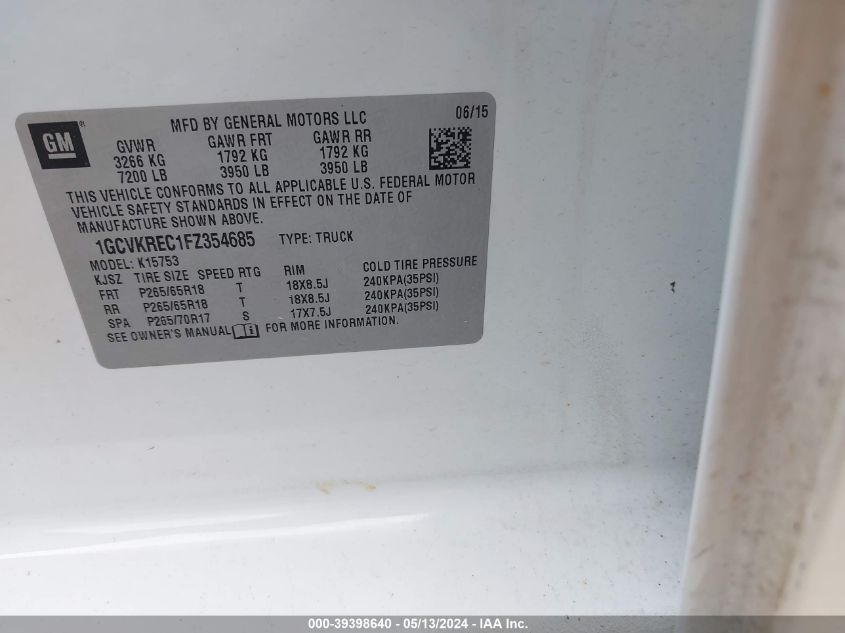 GM ®
MFD BY GENERAL MOTORS LLC 06/15
GVWR GAWR FRT GAWR RR
3266 KG 1792 KG 1792 KG
7200 LB 3950 LB 3950 LB
THIS VEHICLE CONFORMS TO ALL APPLICABLE U.S. FEDERAL MOTOR
VEHICLE SAFETY STANDARDS IN EFFECT ON THE DATE OF
MANUFACTURE SHOWN ABOVE.
1GCVKREC1FZ354685 TYPE: TRUCK
MODEL: K15753
KJSZ TIRE SIZE SPEED RTG RIM COLD TIRE PRESSURE
FRT P265/65R18 T 18X8.5J 240KPA(35PSI)
RR P265/65R18 T 18X8.5J 240KPA(35PSI)
SPA P265/70R17 S 17X7.5J 240KPA(35PSI)
SEE OWNER'S MANUAL FOR MORE INFORMATION.
000-39398640 - 05/13/2024 - IAA Inc.